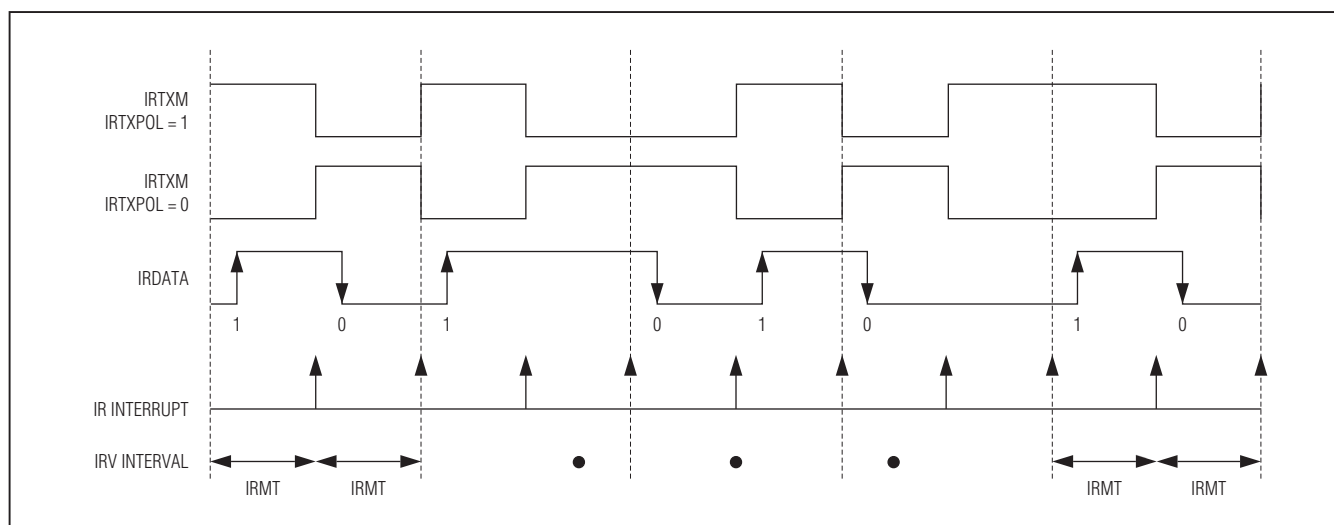 IRTXM
IRTXPOL = 1
IRTXM
IRTXPOL = 0
IRDATA
1 0 1 0 1 0 1 0
IR INTERRUPT
IRV INTERVAL
IRMT IRMT IRMT IRMT